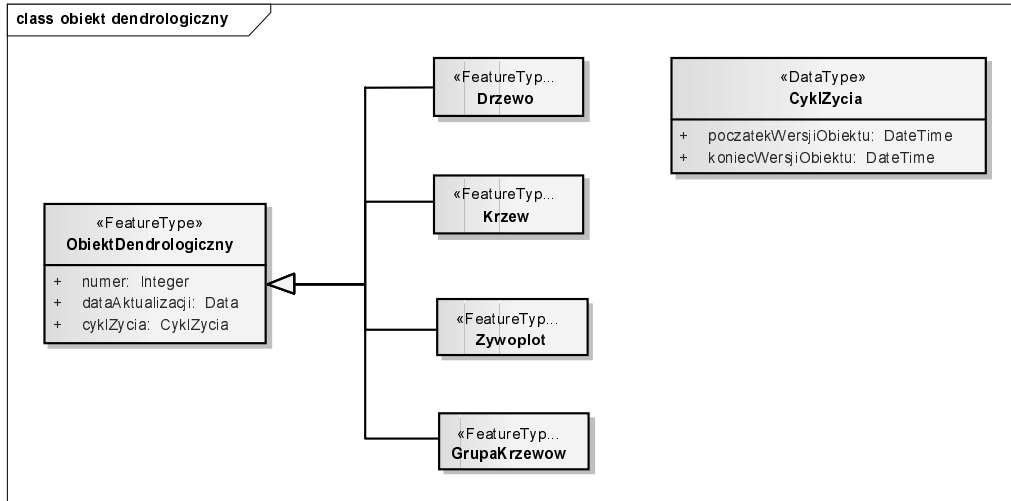 class obiekt dendrologiczny
«FeatureTyp...
Drzewo
«DataType»
CyklZycia
+ poczatekWersjiObiektu: DateTime
+ koniecWersjiObiektu: DateTime
«FeatureTyp...
Krzew
«FeatureType»
ObiektDendrologiczny
+ numer: Integer
+ dataAktualizacji: Data
+ cyklZycia: CyklZycia
«FeatureTyp...
Zywoplot
«FeatureTyp...
GrupaKrzewow